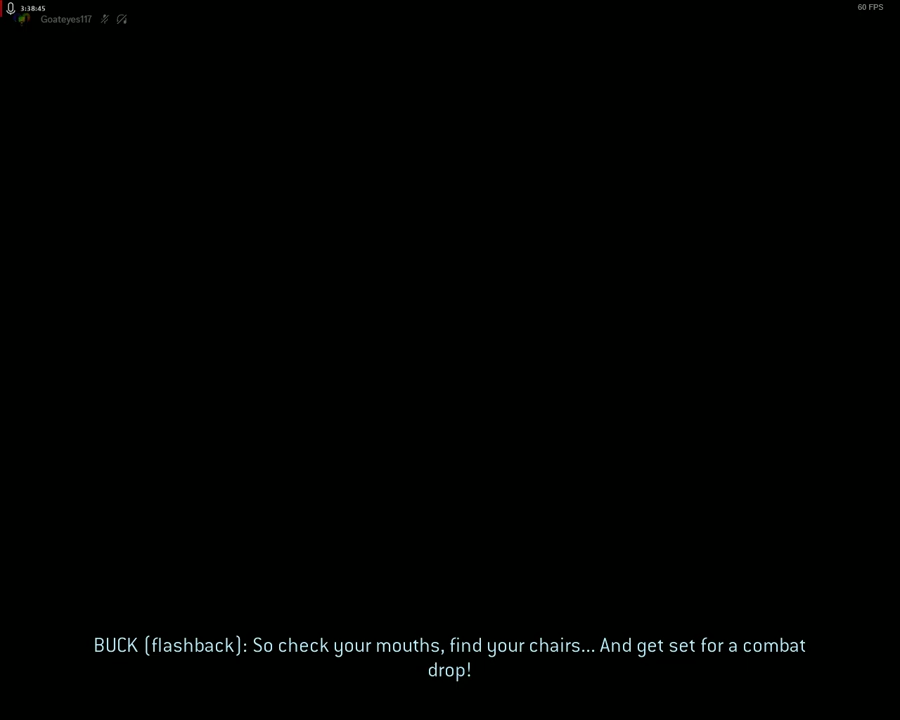 3:38:45
60 FPS
Goateyes117
BUCK (flashback): So check your mouths, find your chairs... And get set for a combat
drop!